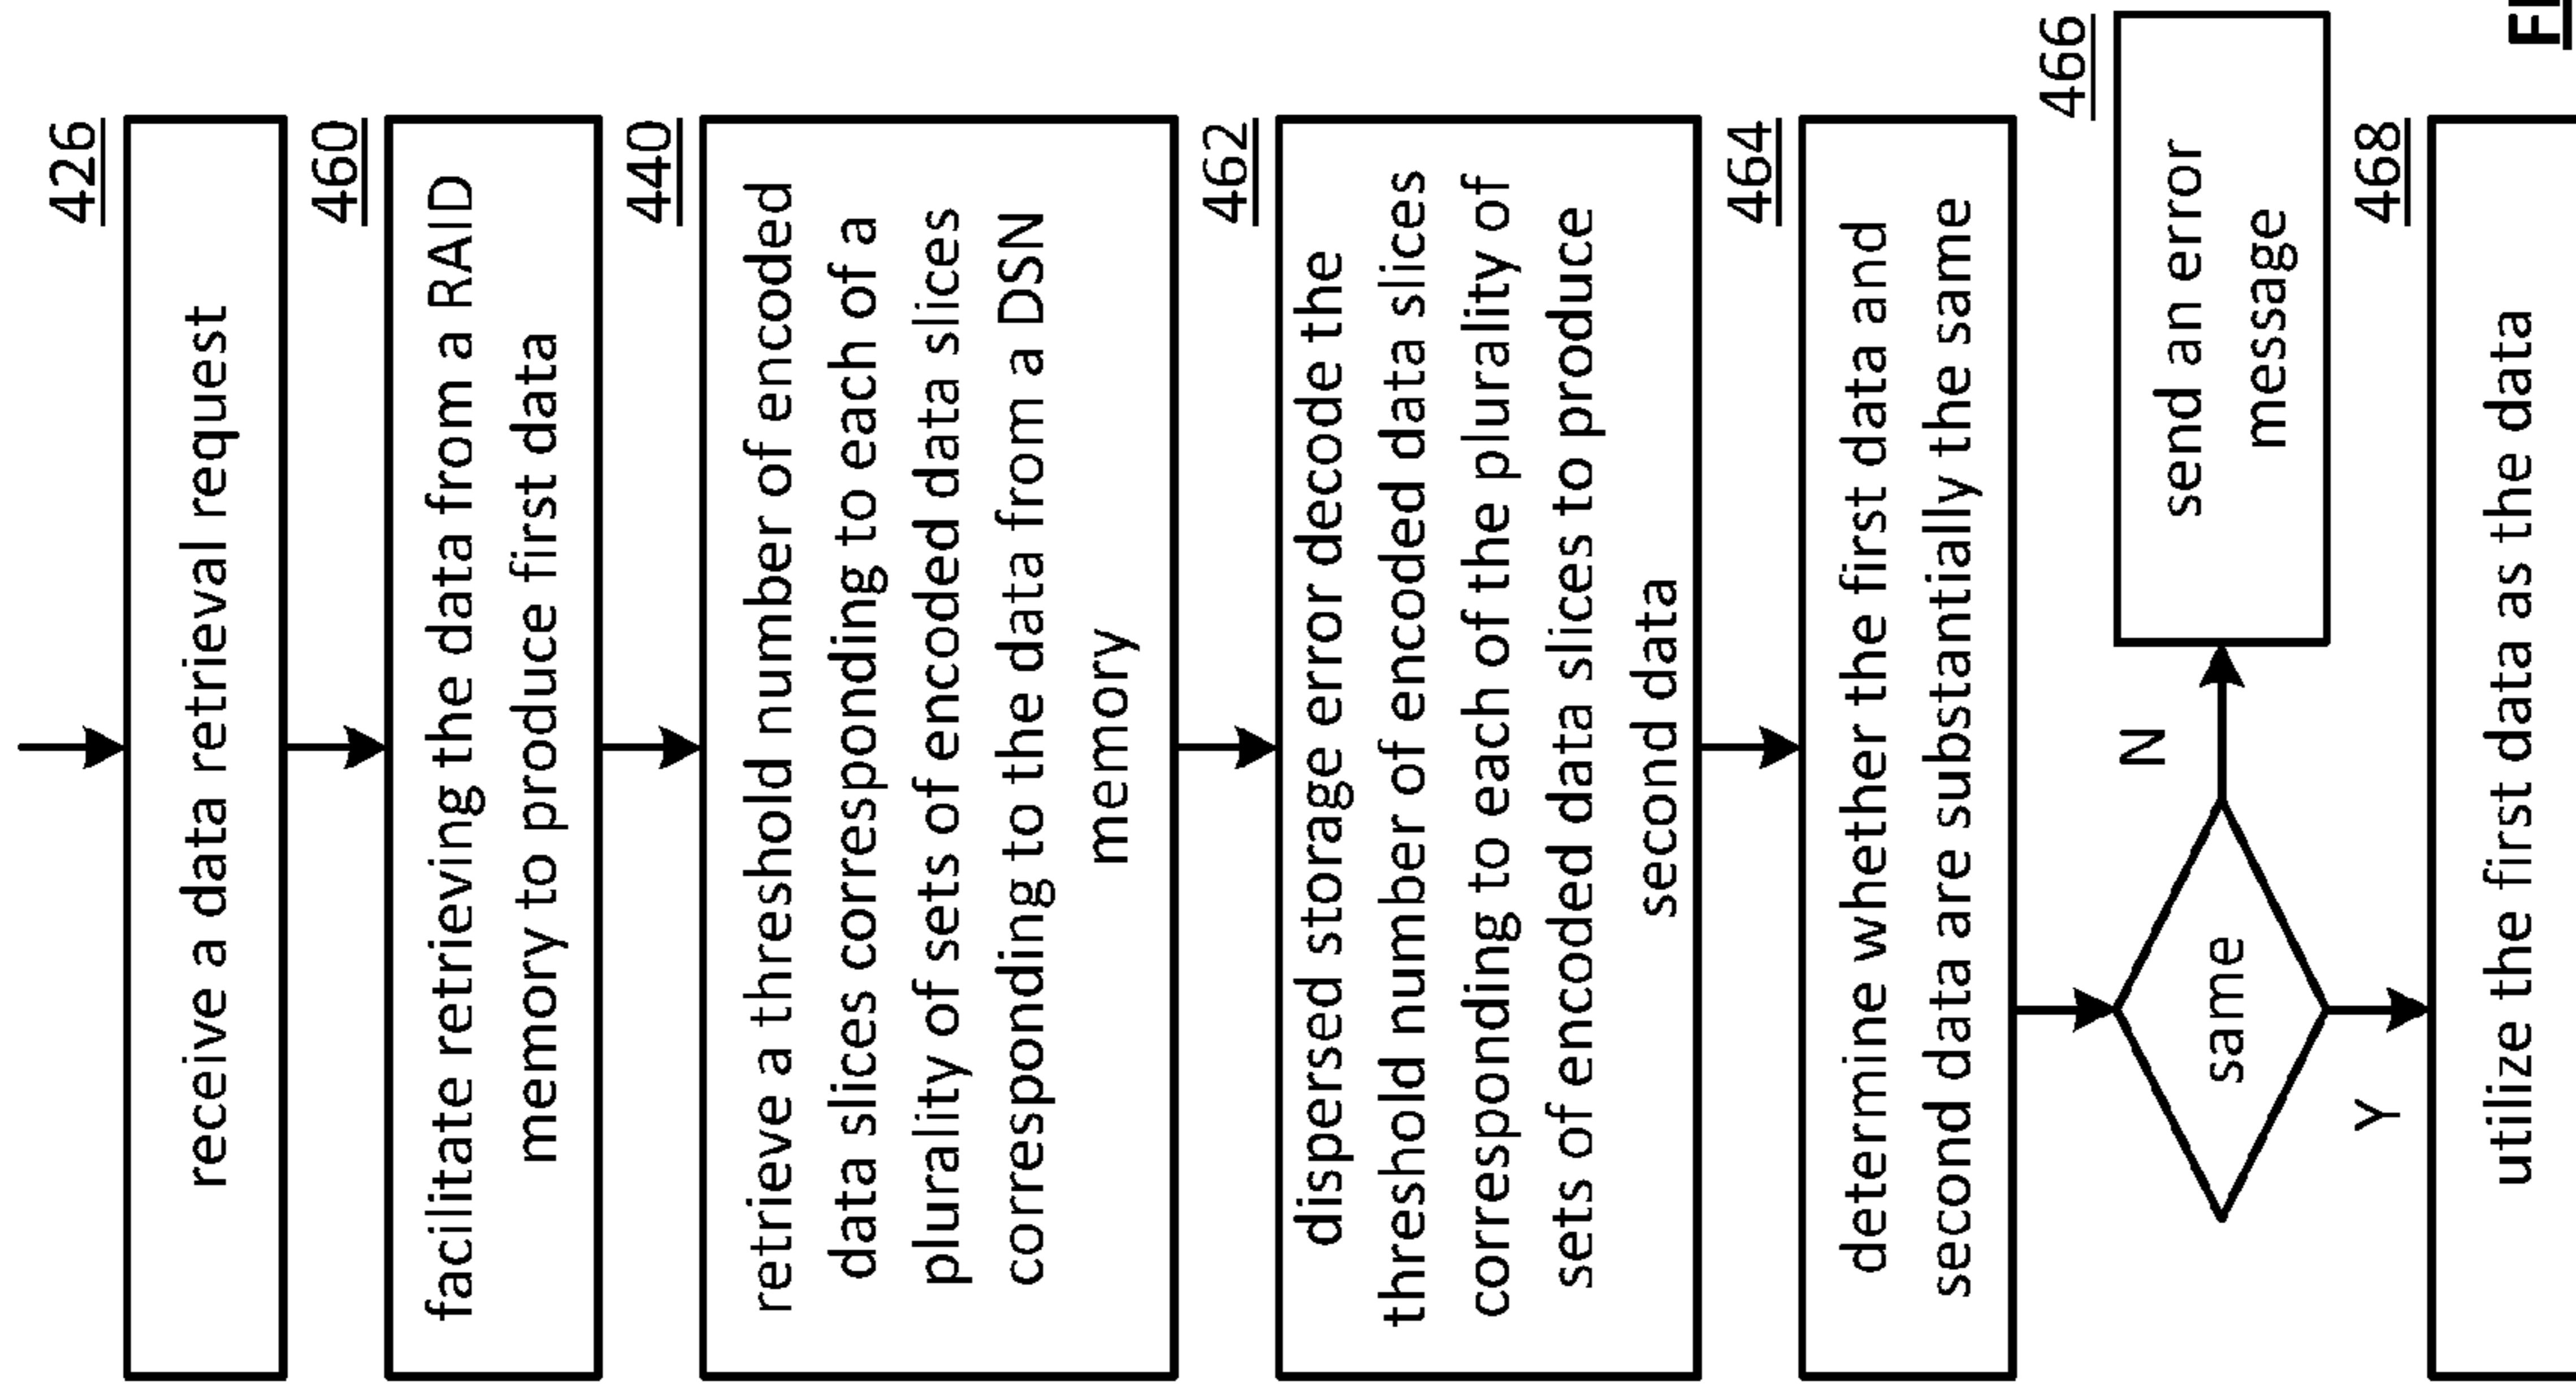 426
receive a data retrieval request
460
facilitate retrieving the data from a RAID
memory to produce first data
440
retrieve a threshold number of encoded
data slices corresponding to each of a
plurality of sets of encoded data slices
corresponding to the data from a DSN
memory
462
dispersed storage error decode the
threshold number of encoded data slices
corresponding to each of the plurality of
sets of encoded data slices to produce
second data
464
determine whether the first data and
second data are substantially the same
466
same
N
send an error
message
Y
468
utilize the first data as the data